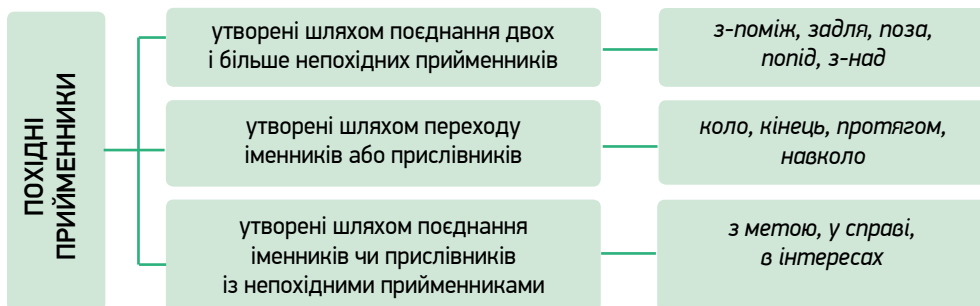 ПОХІДНІ
ПРИЙМЕННИКИ
утворені шляхом поєднання двох
і більше непохідних прийменників
з-поміж, задля, поза,
попід, з-над
утворені шляхом переходу
іменників або прислівників
коло, кінець, протягом,
навколо
утворені шляхом поєднання
іменників чи прислівників
із непохідними прийменниками
з метою, у справі,
в інтересах